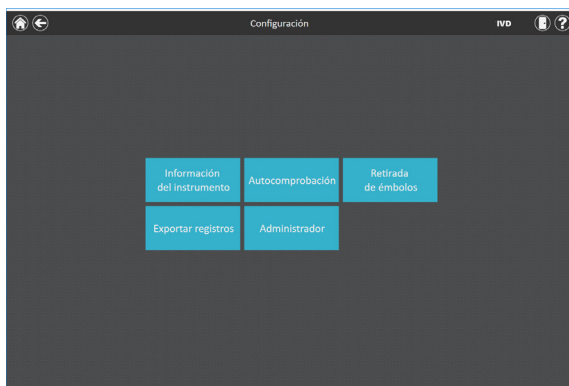 Configuración
IVD
?
Información
del instrumento
Autocomprobación
Retirada
de émbolos
Exportar registros
Administrador